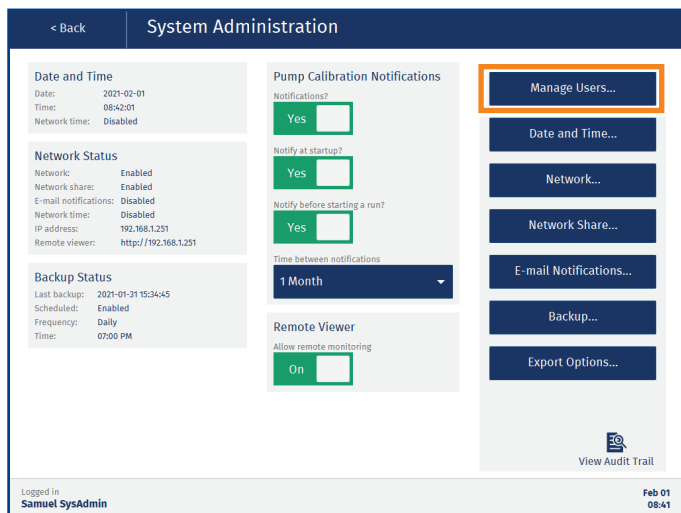 < Back
System Administration
Date and Time
Date: 2021-02-01
Time: 08:42:01
Network time: Disabled
Network Status
Network: Enabled
Network share: Enabled
E-mail notifications: Disabled
Network time: Disabled
IP address: 192.168.1.251
Remote viewer: http://192.168.1.251
Backup Status
Last backup: 2021-01-31 15:34:45
Scheduled: Enabled
Frequency: Daily
Time: 07:00 PM
Pump Calibration Notifications
Notifications?
Yes
Notify at startup?
Yes
Notify before starting a run?
Yes
Time between notifications
1 Month
Remote Viewer
Allow remote monitoring
On
Manage Users...
Date and Time...
Network...
Network Share...
E-mail Notifications...
Backup...
Export Options...
View Audit Trail
Logged in
Samuel SysAdmin
Feb 01
08:41